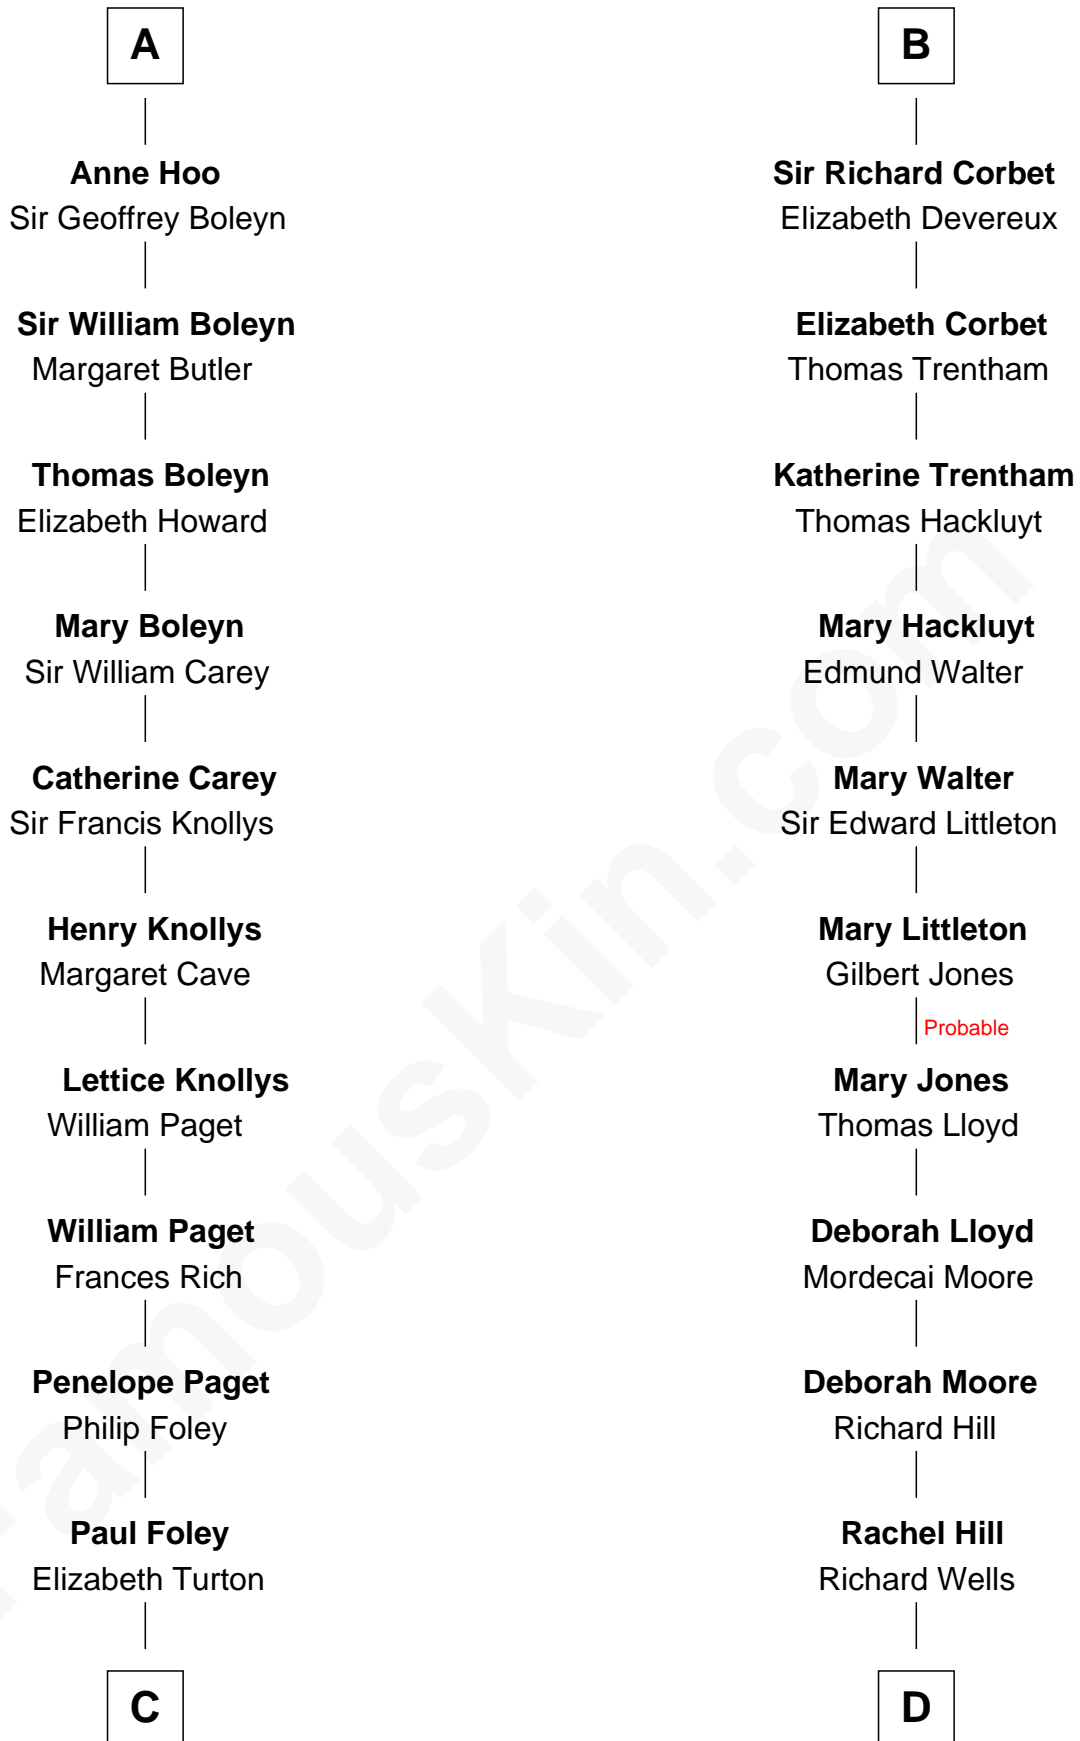 A
Anne Hoo
Sir Geoffrey Boleyn
Sir William Boleyn
Margaret Butler
Thomas Boleyn
Elizabeth Howard
Mary Boleyn
Sir William Carey
Catherine Carey
Sir Francis Knollys
Henry Knollys
Margaret Cave
Lettice Knollys
William Paget
William Paget
Frances Rich
Penelope Paget
Philip Foley
Paul Foley
Elizabeth Turton
C
B
Sir Richard Corbet
Elizabeth Devereux
Elizabeth Corbet
Thomas Trentham
Katherine Trentham
Thomas Hackluyt
Mary Hackluyt
Edmund Walter
Mary Walter
Sir Edward Littleton
Mary Littleton
Gilbert Jones
Probable
Mary Jones
Thomas Lloyd
Deborah Lloyd
Mordecai Moore
Deborah Moore
Richard Hill
Rachel Hill
Richard Wells
D
FamousKin.com